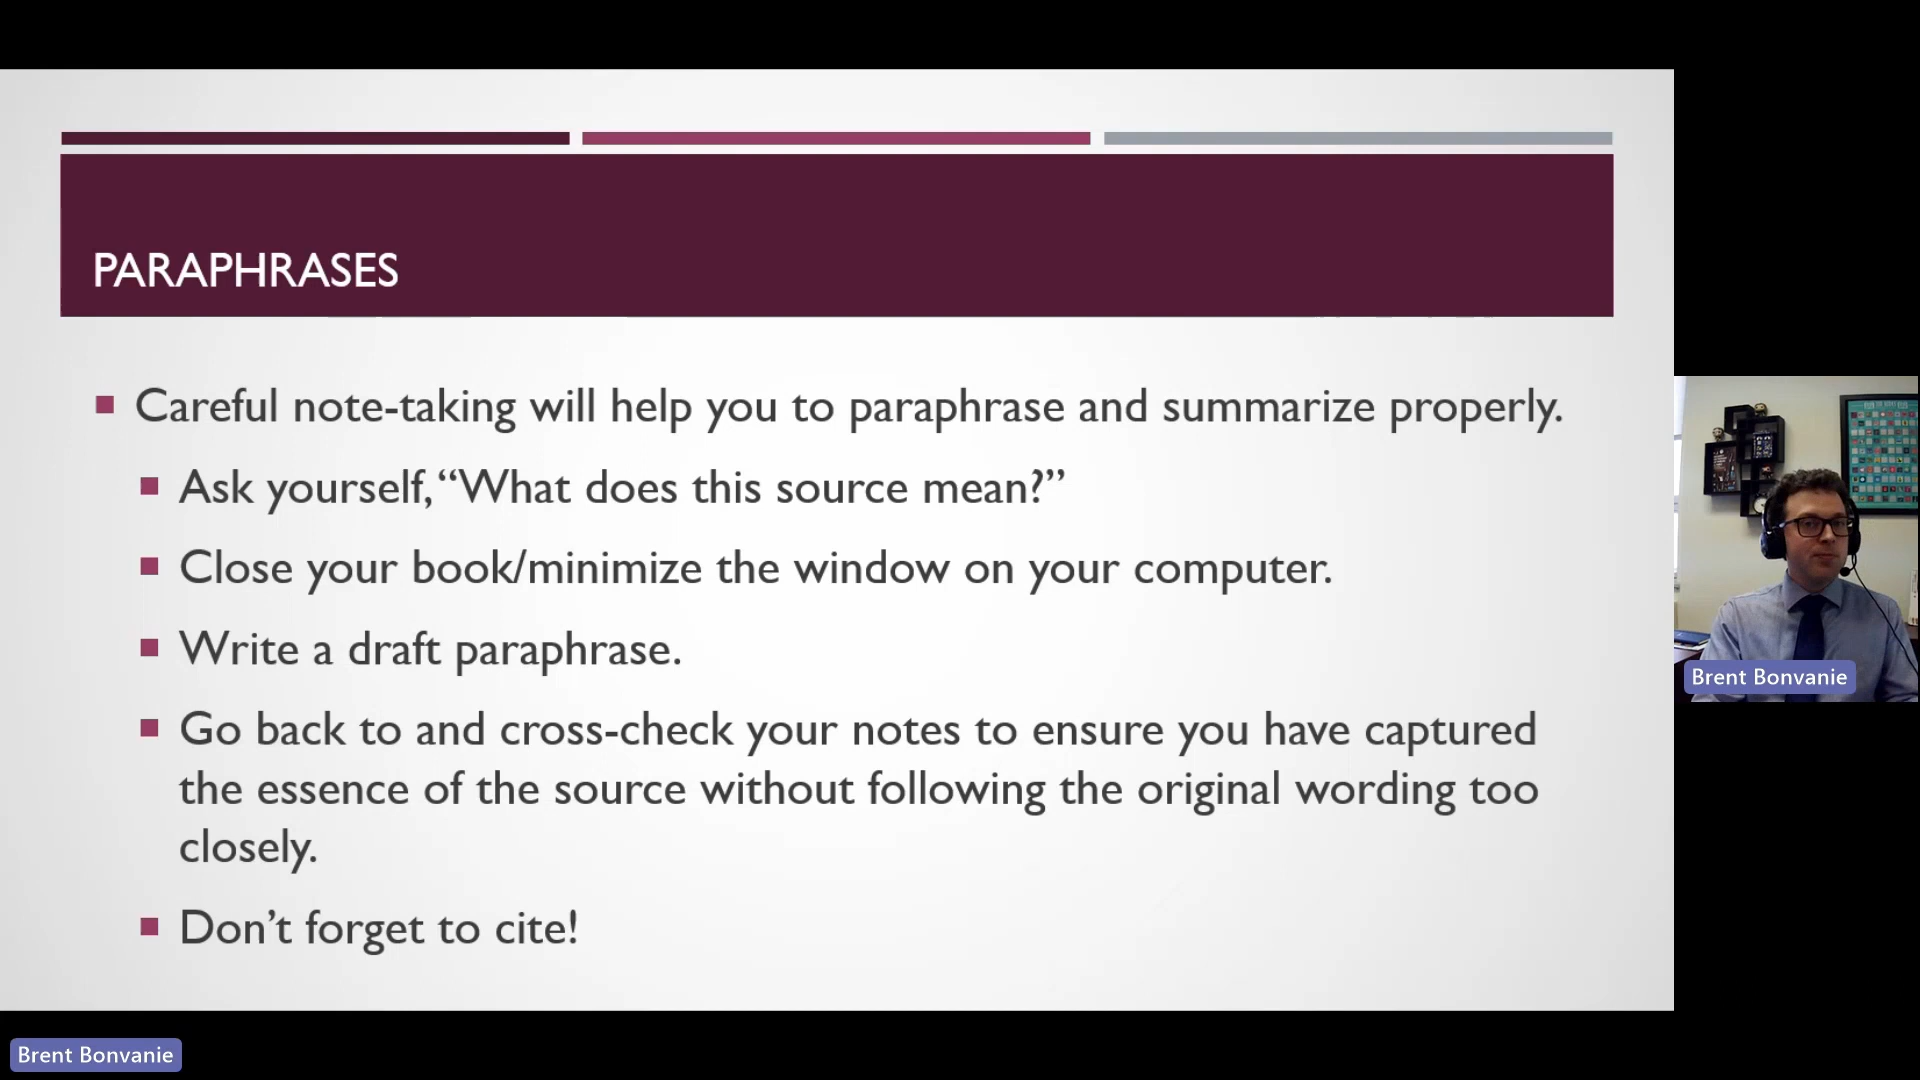 PARAPHRASES
Careful note-taking will help you to paraphrase and summarize properly.
Ask yourself, “What does this source mean?”
Close your book/minimize the window on your computer.
Write a draft paraphrase.
Go back to and cross-check your notes to ensure you have captured
the essence of the source without following the original wording too
closely.
Don’t forget to cite!
Brent Bonvanie
Brent Bonvanie